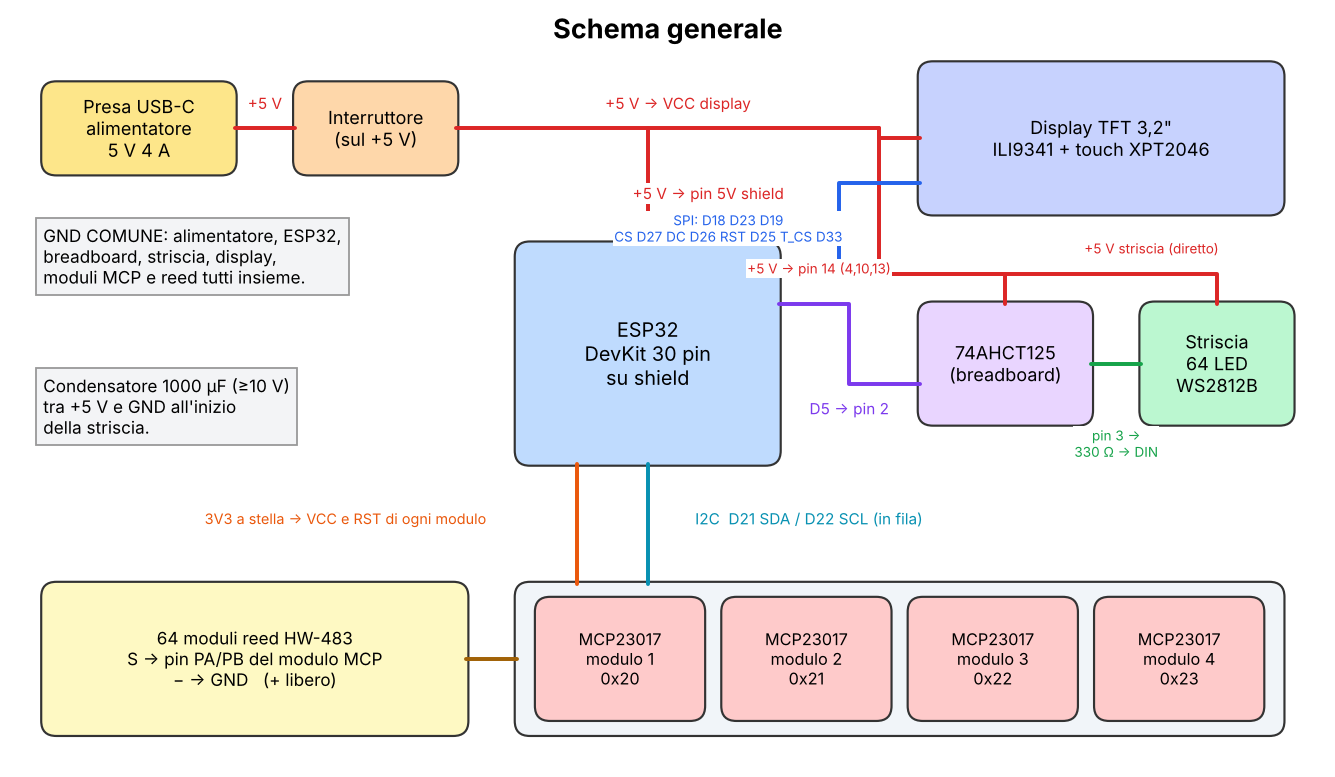 Schema generale
Presa USB-C
alimentatore
5 V 4 A
+5 V
Interruttore
(sul +5 V)
+5 V → VCC display
Display TFT 3,2"
ILI9341 + touch XPT2046
+5 V → pin 5V shield
SPI: D18 D23 D19
CS D27 DC D26 RST D25 T_CS D33
GND COMUNE: alimentatore, ESP32,
breadboard, striscia, display,
moduli MCP e reed tutti insieme.
+5 V → pin 14 (4,10,13)
+5 V striscia (diretto)
ESP32
DevKit 30 pin
su shield
74AHCT125
(breadboard)
Striscia
64 LED
WS2812B
Condensatore 1000 µF (≥10 V)
tra +5 V e GND all'inizio
della striscia.
D5 → pin 2
pin 3 →
330 Ω → DIN
3V3 a stella → VCC e RST di ogni modulo
I2C  D21 SDA / D22 SCL (in fila)
64 moduli reed HW-483
S → pin PA/PB del modulo MCP
− → GND   (+ libero)
MCP23017
modulo 1
0x20
MCP23017
modulo 2
0x21
MCP23017
modulo 3
0x22
MCP23017
modulo 4
0x23